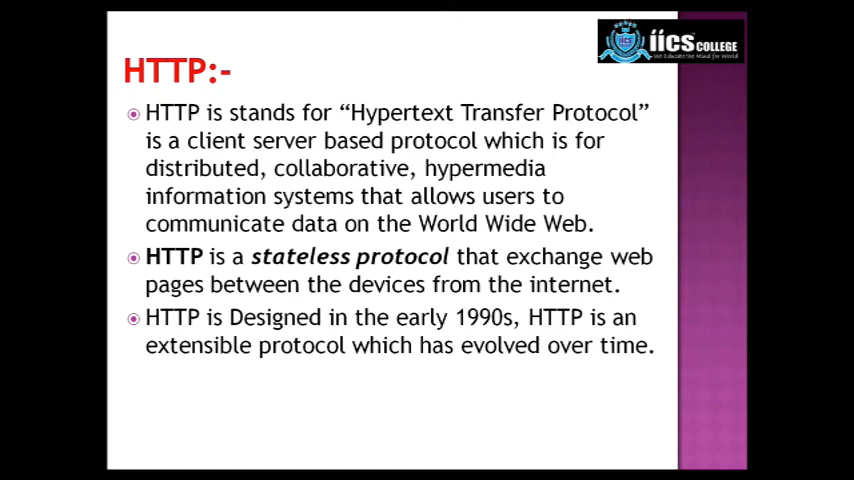 iics COLLEGE
HTTP:-
HTTP is stands for “Hypertext Transfer Protocol”
is a client server based protocol which is for
distributed, collaborative, hypermedia
information systems that allows users to
communicate data on the World Wide Web.
HTTP is a stateless protocol that exchange web
pages between the devices from the internet.
HTTP is Designed in the early 1990s, HTTP is an
extensible protocol which has evolved over time.